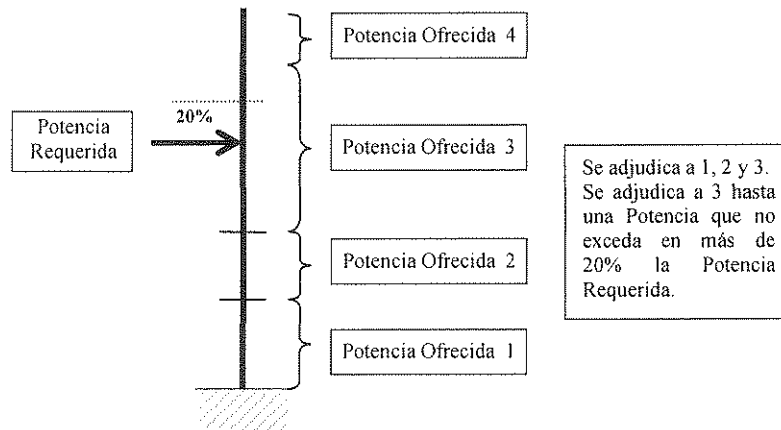 Potencia Ofrecida 4
20%
Potencia
Requerida
Potencia Ofrecida 3
Se adjudica a 1, 2 y 3.
Se adjudica a 3 hasta
una Potencia que no
exceda en más de
20% la Potencia
Requerida.
Potencia Ofrecida 2
Potencia Ofrecida 1